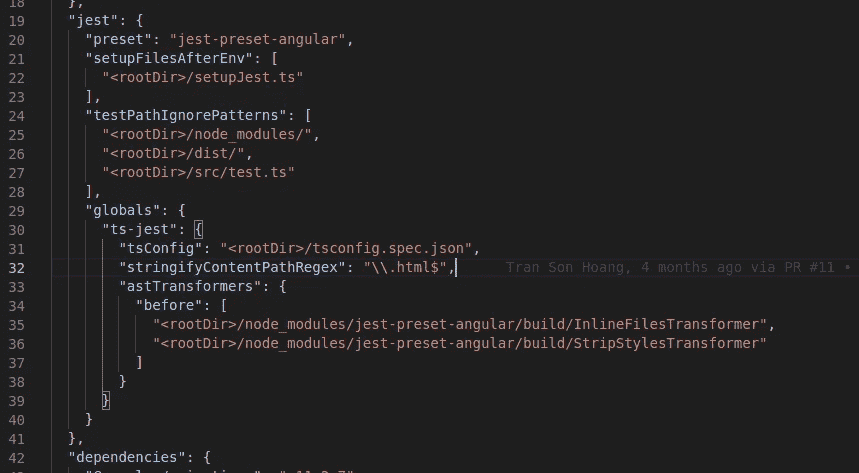 18 },
19 "jest": {
20 "preset": "jest-preset-angular",
21 "setupFilesAfterEnv": [
22 "<rootDir>/setupJest.ts"
23 ],
24 "testPathIgnorePatterns": [
25 "<rootDir>/node_modules/",
26 "<rootDir>/dist/",
27 "<rootDir>/src/test.ts"
28 ],
29 "globals": {
30 "ts-jest": {
31 "tsConfig": "<rootDir>/tsconfig.spec.json",
32 "stringifyContentPathRegex": "\\.html$", Tran Son Hoang, 4 months ago via PR #11 •
33 "astTransformers": {
34 "before": [
35 "<rootDir>/node_modules/jest-preset-angular/build/InlineFilesTransformer",
36 "<rootDir>/node_modules/jest-preset-angular/build/StripStylesTransformer"
37 ]
38 }
39 }
40 }
41 },
42 "dependencies": {